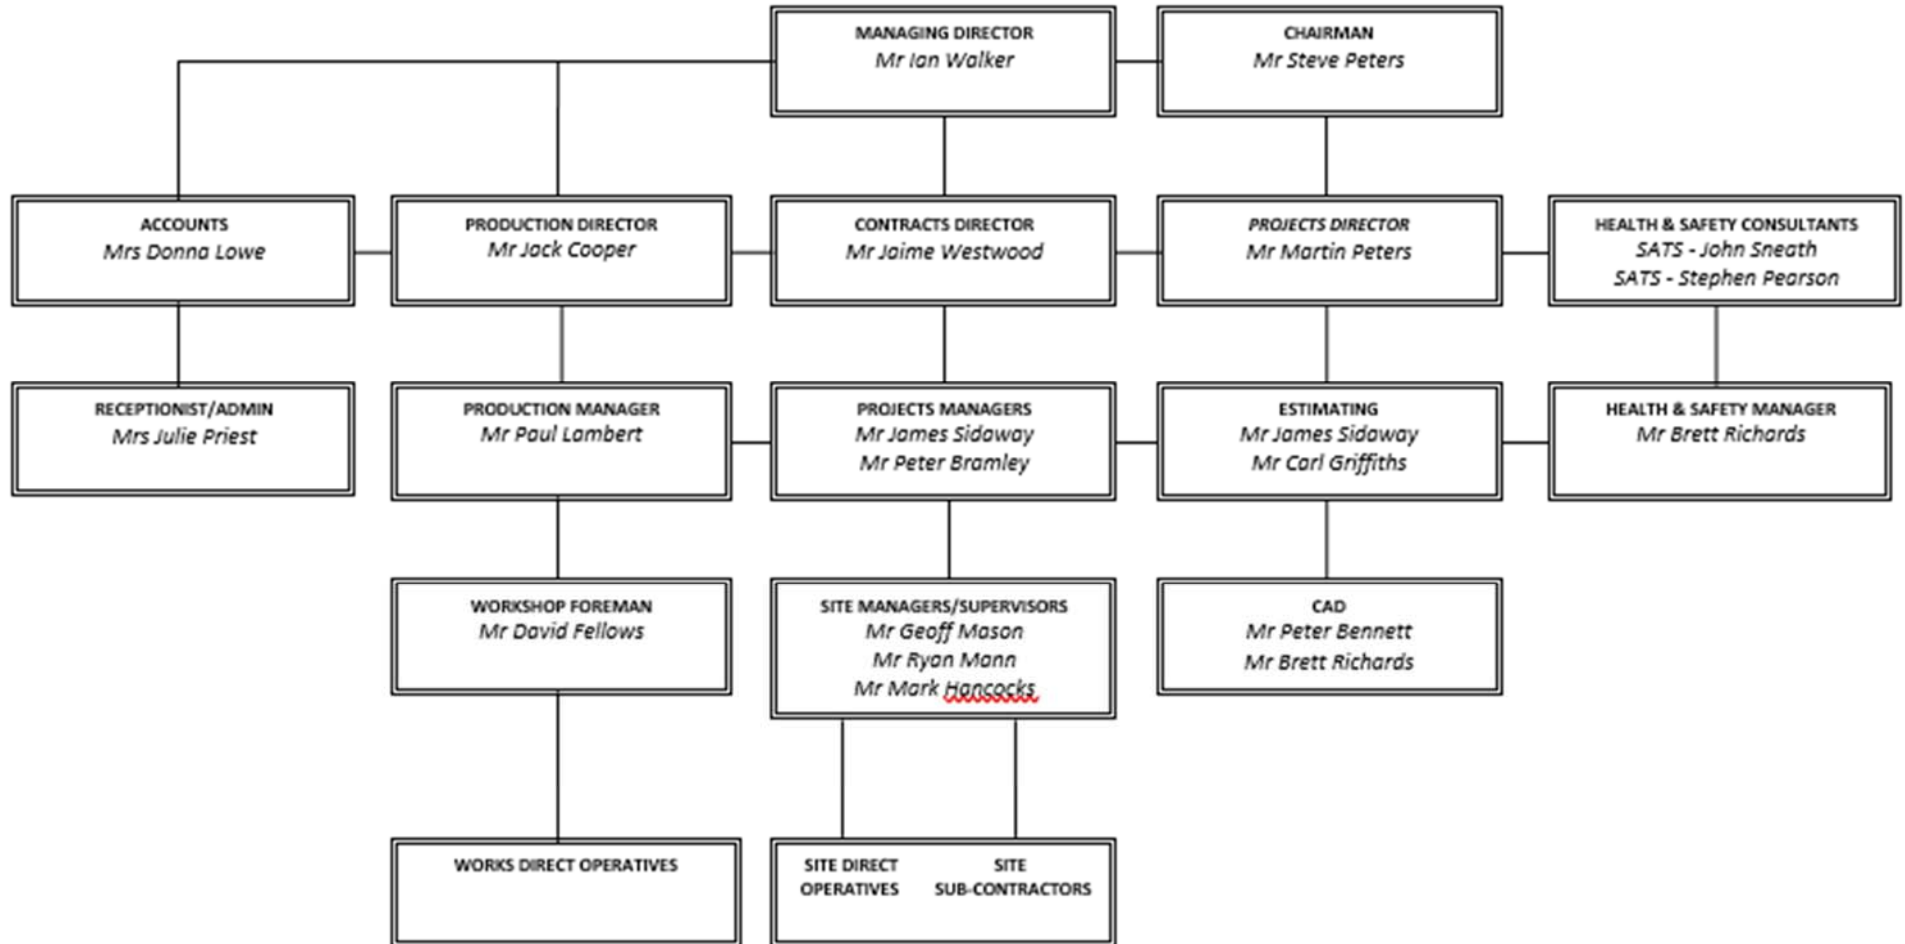 MANAGING DIRECTOR
Mr Ian Walker
CHAIRMAN
Mr Steve Peters
ACCOUNTS
Mrs Donna Lowe
PRODUCTION DIRECTOR
Mr Jack Cooper
CONTRACTS DIRECTOR
Mr Jaime Westwood
PROJECTS DIRECTOR
Mr Martin Peters
HEALTH & SAFETY CONSULTANTS
SATS - John Sneath
SATS - Stephen Pearson
RECEPTIONIST/ADMIN
Mrs Julie Priest
PRODUCTION MANAGER
Mr Paul Lambert
PROJECTS MANAGERS
Mr James Sidaway
Mr Peter Bramley
ESTIMATING
Mr James Sidaway
Mr Carl Griffiths
HEALTH & SAFETY MANAGER
Mr Brett Richards
WORKSHOP FOREMAN
Mr David Fellows
SITE MANAGERS/SUPERVISORS
Mr Geoff Mason
Mr Ryan Mann
Mr Mark Hancocks
CAD
Mr Peter Bennett
Mr Brett Richards
WORKS DIRECT OPERATIVES
SITE DIRECT
OPERATIVES
SITE
SUB-CONTRACTORS